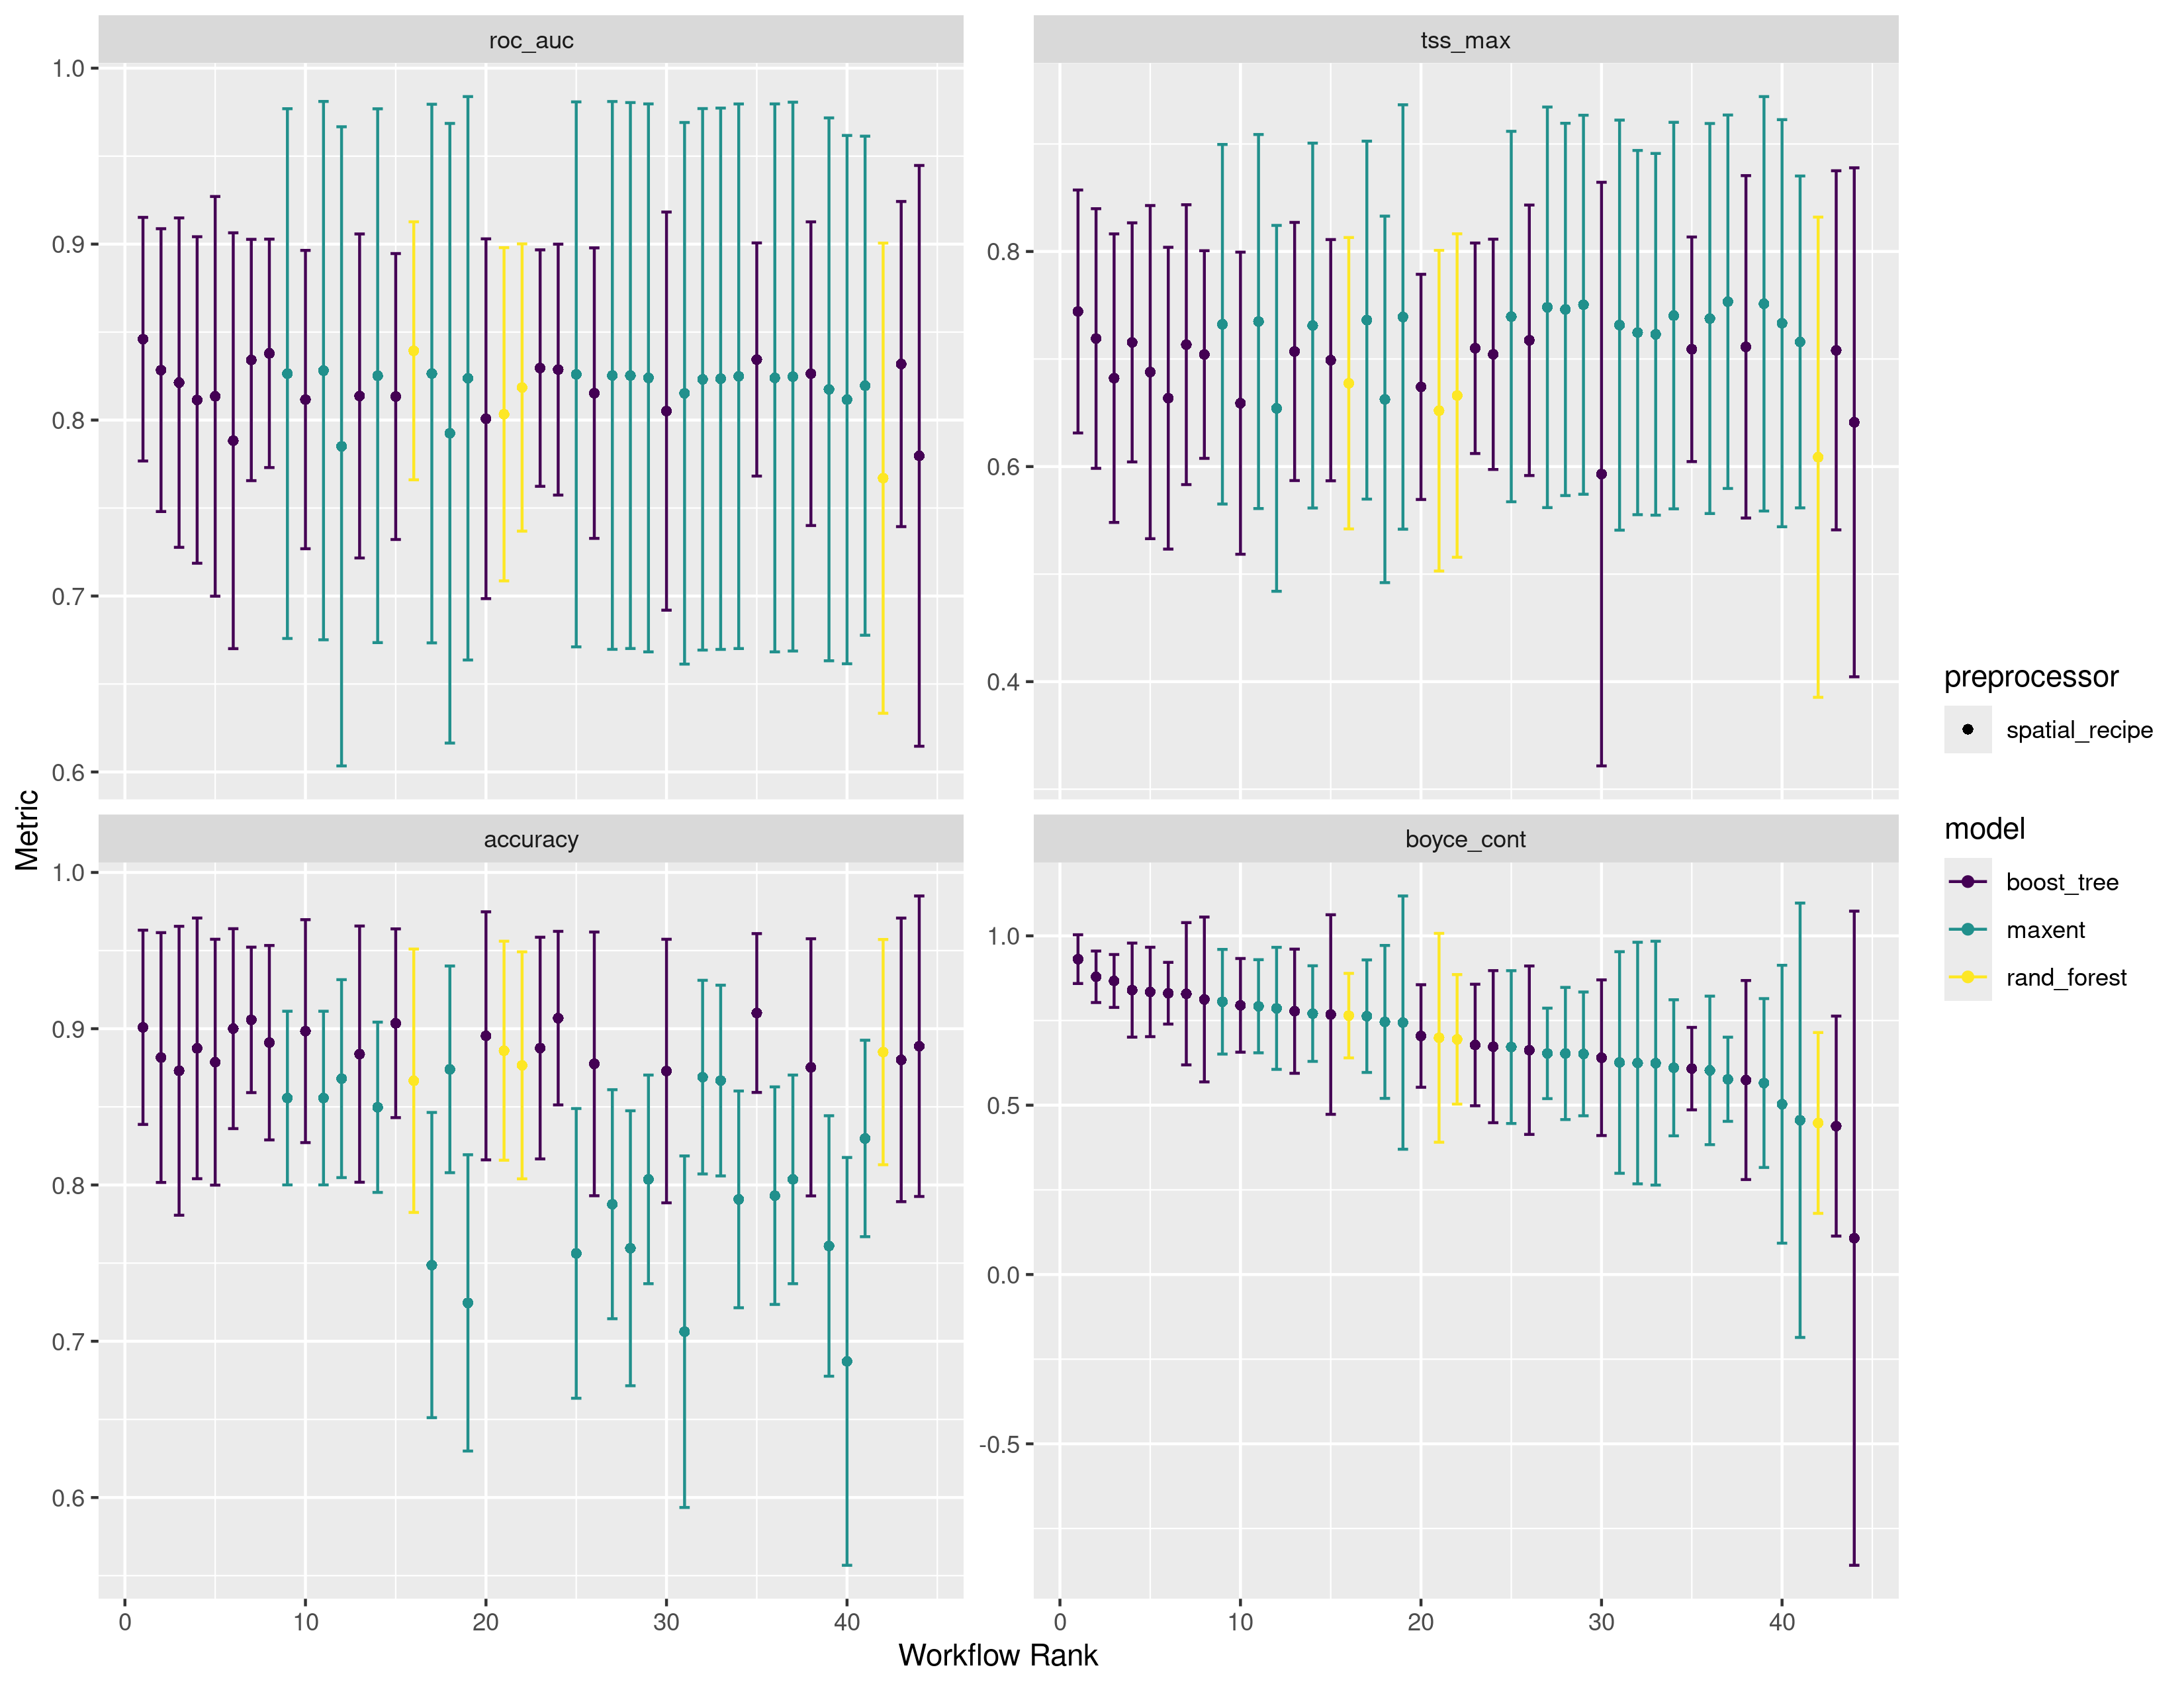 roc_auc
tss_max
1.0
0.9
0.8
0.7
0.6
0.8
0.6
0.4
Metric
accuracy
boyce_cont
1.0
0.9
0.8
0.7
0.6
1.0
0.5
0.0
-0.5
0 10 20 30 40
0 10 20 30 40
Workflow Rank
preprocessor
spatial_recipe
model
boost_tree
maxent
rand_forest